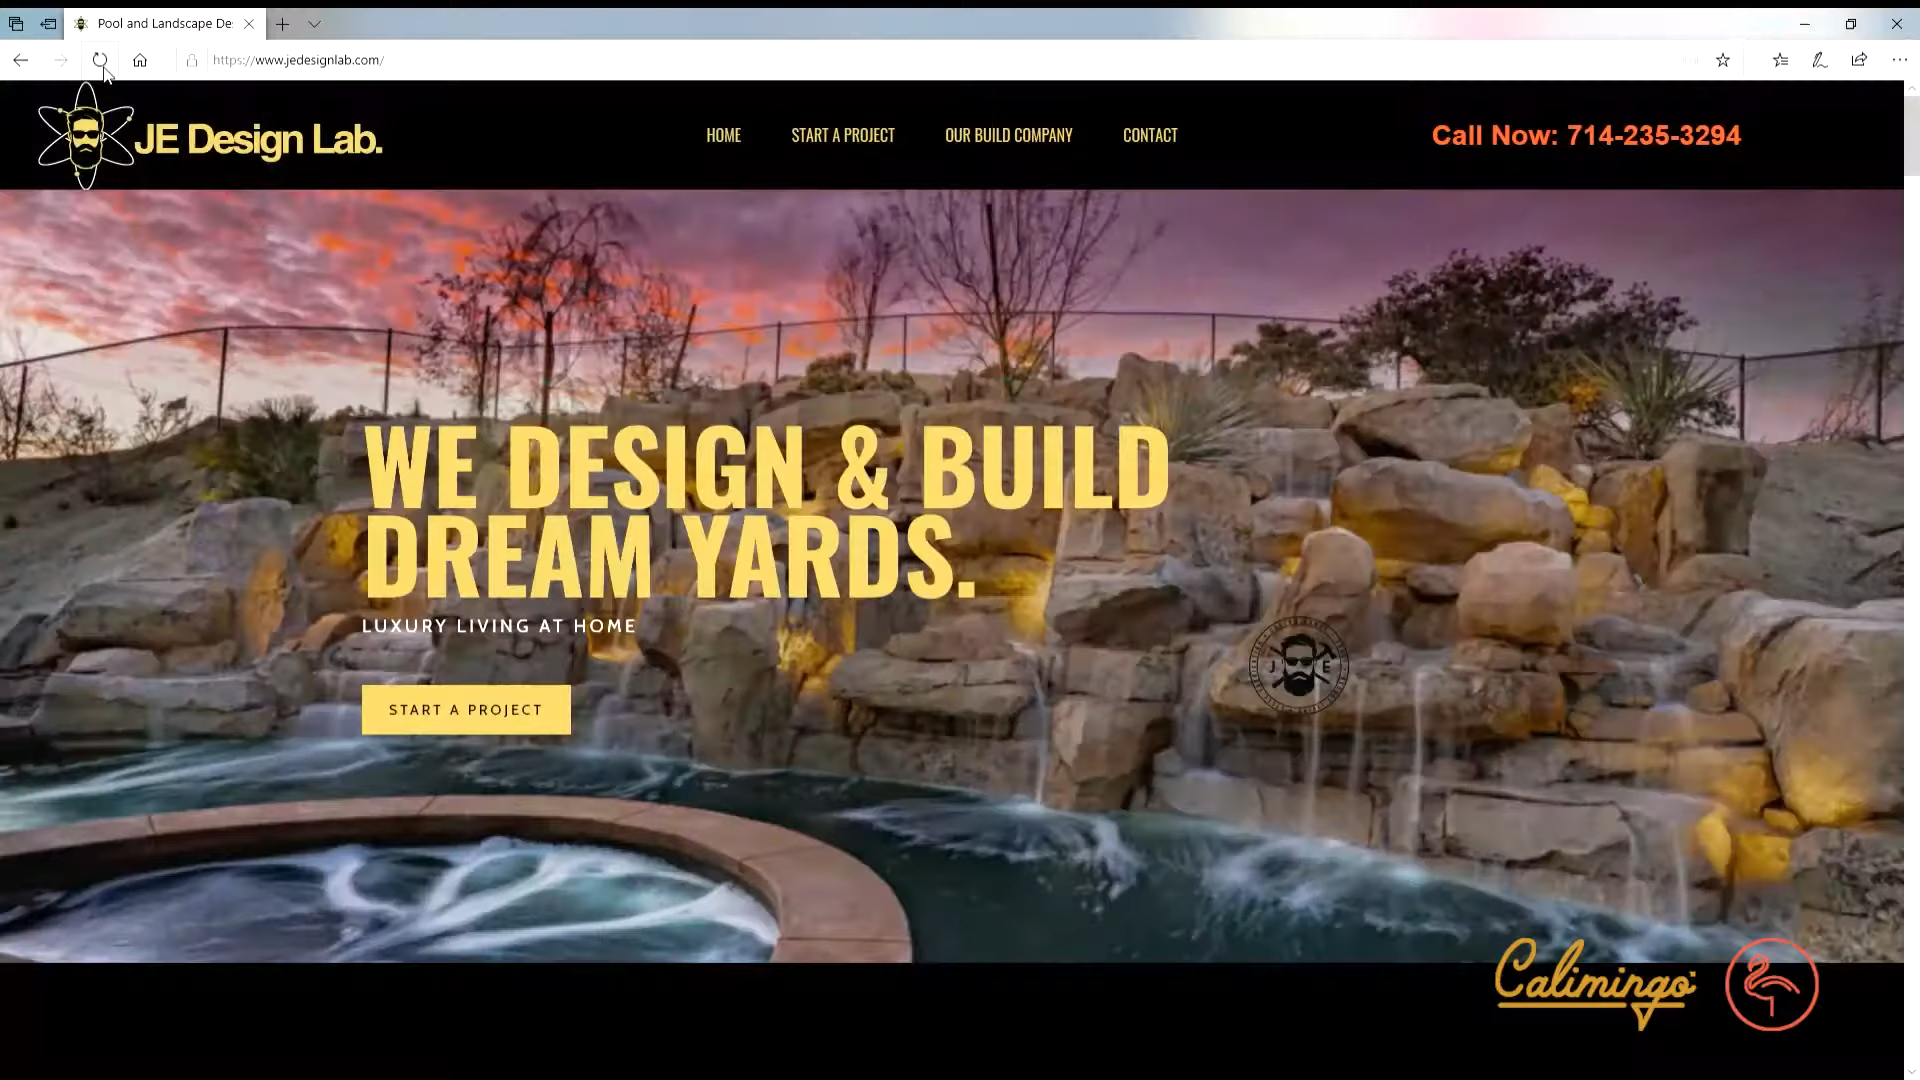 Pool and Landscape De
https://www.jedesignlab.com/
JE Design Lab.
HOME
START A PROJECT
OUR BUILD COMPANY
CONTACT
Call Now: 714-235-3294
WE DESIGN & BUILD
DREAM YARDS.
LUXURY LIVING AT HOME
J E
START A PROJECT
Calimingo